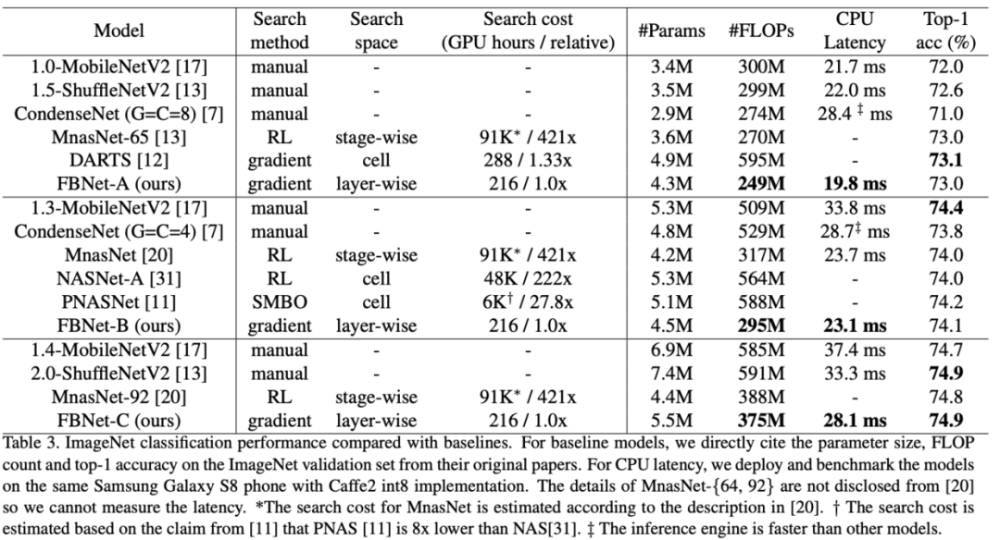 Model Search method Search space Search cost (GPU hours / relative) #Params #FLOPs CPU Latency Top-1 acc (%)
1.0-MobileNetV2 [17] manual - - 3.4M 300M 21.7 ms 72.0
1.5-ShuffleNetV2 [13] manual - - 3.5M 299M 22.0 ms 72.6
CondenseNet (G=C=8) [7] manual - - 2.9M 274M 28.4 ‡ ms 71.0
MnasNet-65 [13] RL stage-wise 91K* / 421x 3.6M 270M - 73.0
DARTS [12] gradient cell 288 / 1.33x 4.9M 595M - 73.1
FBNet-A (ours) gradient layer-wise 216 / 1.0x 4.3M 249M 19.8 ms 73.0
1.3-MobileNetV2 [17] manual - - 5.3M 509M 33.8 ms 74.4
CondenseNet (G=C=4) [7] manual - - 4.8M 529M 28.7‡ ms 73.8
MnasNet [20] RL stage-wise 91K* / 421x 4.2M 317M 23.7 ms 74.0
NASNet-A [31] RL cell 48K / 222x 5.3M 564M - 74.0
PNASNet [11] SMBO cell 6K† / 27.8x 5.1M 588M - 74.2
FBNet-B (ours) gradient layer-wise 216 / 1.0x 4.5M 295M 23.1 ms 74.1
1.4-MobileNetV2 [17] manual - - 6.9M 585M 37.4 ms 74.7
2.0-ShuffleNetV2 [13] manual - - 7.4M 591M 33.3 ms 74.9
MnasNet-92 [20] RL stage-wise 91K* / 421x 4.4M 388M - 74.8
FBNet-C (ours) gradient layer-wise 216 / 1.0x 5.5M 375M 28.1 ms 74.9
Table 3. ImageNet classification performance compared with baselines. For baseline models, we directly cite the parameter size, FLOP
count and top-1 accuracy on the ImageNet validation set from their original papers. For CPU latency, we deploy and benchmark the models
on the same Samsung Galaxy S8 phone with Caffe2 int8 implementation. The details of MnasNet-{64, 92} are not disclosed from [20]
so we cannot measure the latency. *The search cost for MnasNet is estimated according to the description in [20]. † The search cost is
estimated based on the claim from [11] that PNAS [11] is 8x lower than NAS[31]. ‡ The inference engine is faster than other models.